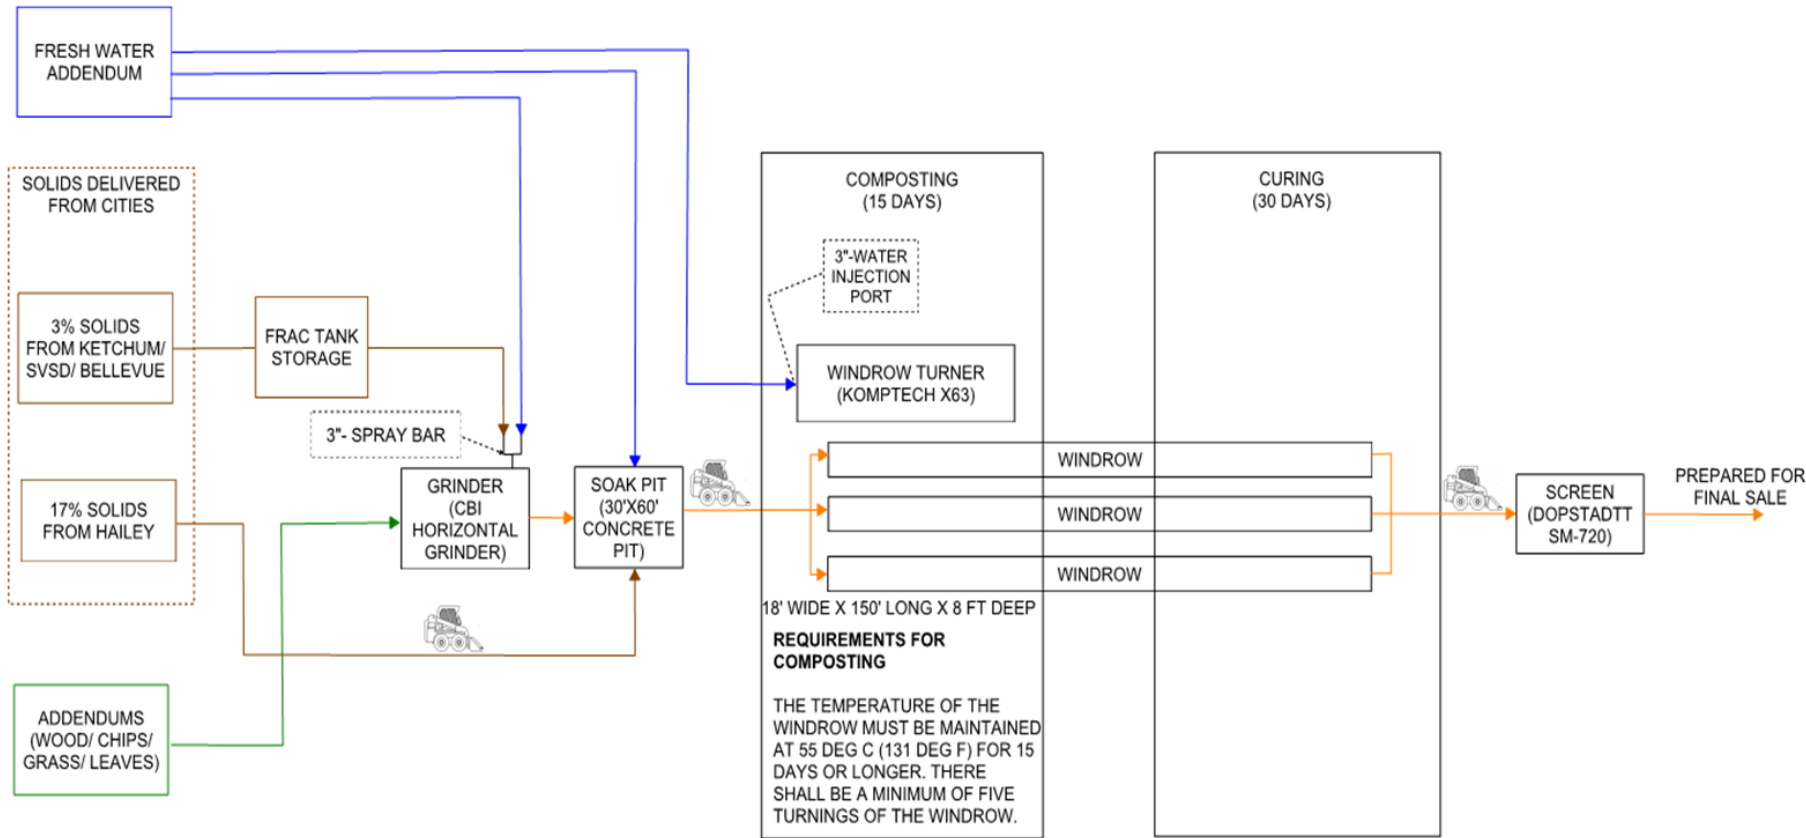 FRESH WATER
ADDENDUM
SOLIDS DELIVERED
FROM CITIES
3% SOLIDS
FROM KETCHUM/
SVSD/ BELLEVUE
FRAC TANK
STORAGE
3"- SPRAY BAR
17% SOLIDS
FROM HAILEY
GRINDER
(CBI
HORIZONTAL
GRINDER)
SOAK PIT
(30'X60'
CONCRETE
PIT)
ADDENDUMS
(WOOD/ CHIPS/
GRASS/ LEAVES)
COMPOSTING
(15 DAYS)
3"-WATER
INJECTION
PORT
WINDROW TURNER
(KOMPTECH X63)
WINDROW
WINDROW
WINDROW
18' WIDE X 150' LONG X 8 FT DEEP
REQUIREMENTS FOR
COMPOSTING
THE TEMPERATURE OF THE
WINDROW MUST BE MAINTAINED
AT 55 DEG C (131 DEG F) FOR 15
DAYS OR LONGER. THERE
SHALL BE A MINIMUM OF FIVE
TURNINGS OF THE WINDROW.
CURING
(30 DAYS)
SCREEN
(DOPSTADTT
SM-720)
PREPARED FOR
FINAL SALE